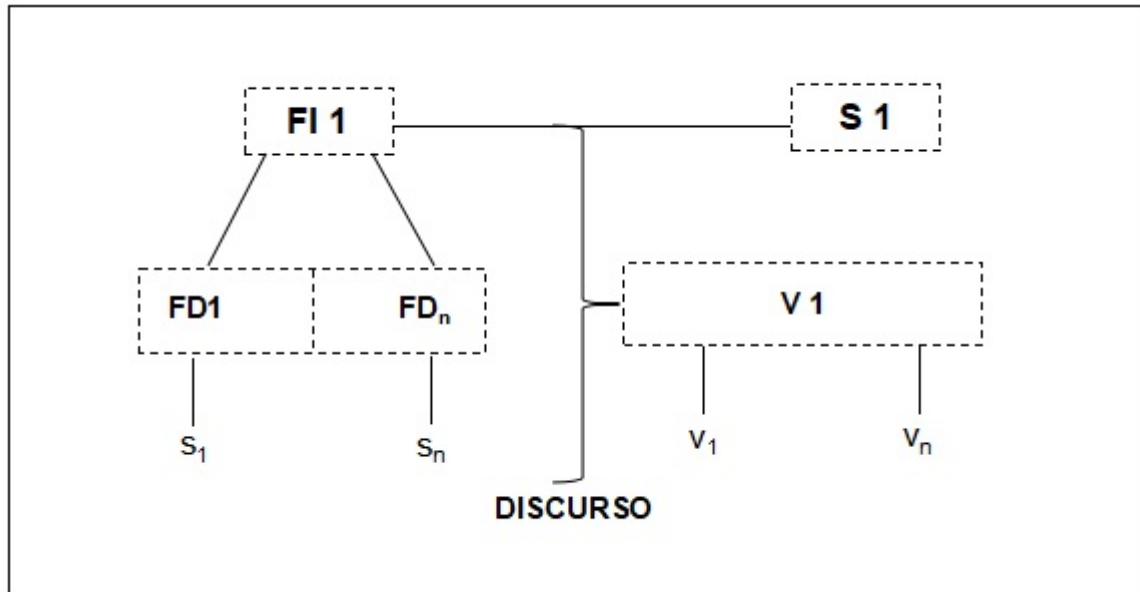 FI 1
S 1
FD1
FDₙ
V 1
s₁
sₙ
v₁
vₙ
DISCURSO